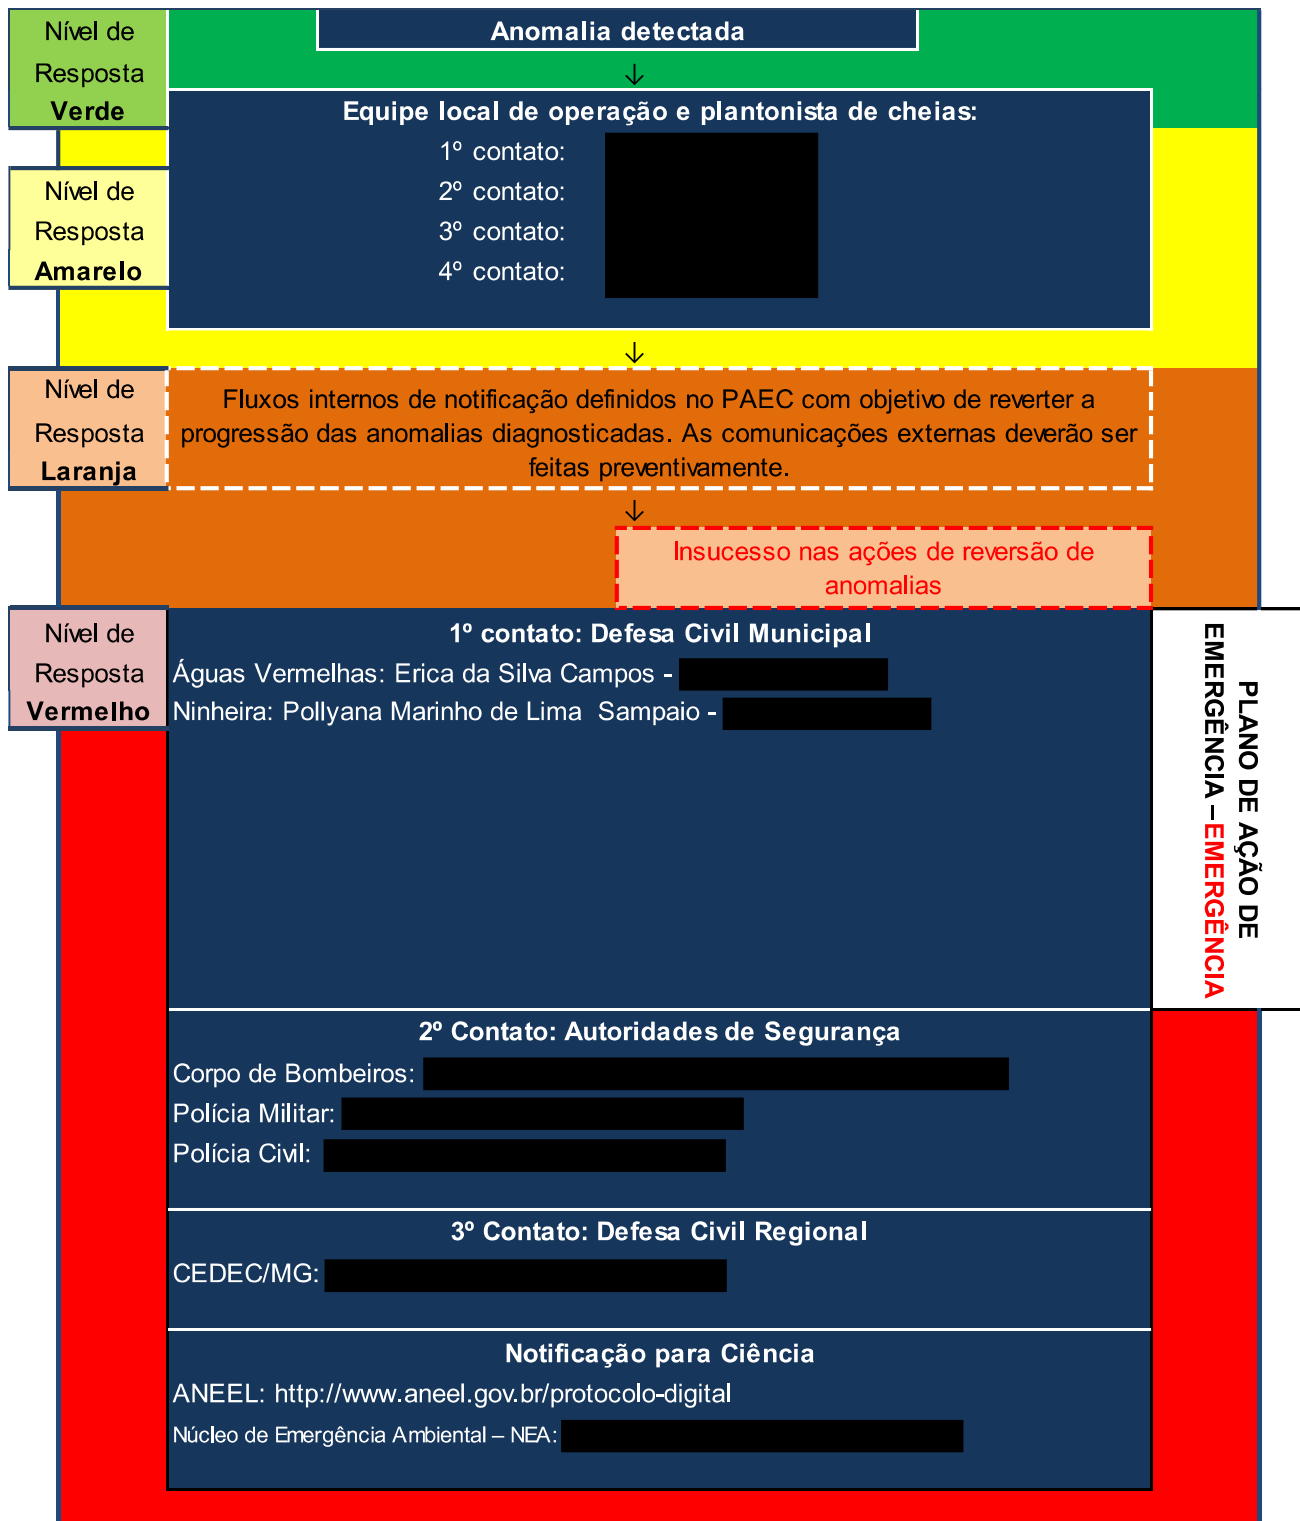 Nível de
Resposta
Verde
Anomalia detectada
↓
Equipe local de operação e plantonista de cheias:
1º contato:
2º contato:
3º contato:
4º contato:
Nível de
Resposta
Amarelo
↓
Nível de
Resposta
Laranja
Fluxos internos de notificação definidos no PAEC com objetivo de reverter a
progressão das anomalias diagnosticadas. As comunicações externas deverão ser
feitas preventivamente.
↓
Insucesso nas ações de reversão de
anomalias
Nível de
Resposta
Vermelho
1º contato: Defesa Civil Municipal
Águas Vermelhas: Erica da Silva Campos -
Ninheira: Pollyana Marinho de Lima Sampaio -
PLANO DE AÇÃO DE
EMERGÊNCIA – EMERGÊNCIA
2º Contato: Autoridades de Segurança
Corpo de Bombeiros:
Polícia Militar:
Polícia Civil:
3º Contato: Defesa Civil Regional
CEDEC/MG:
Notificação para Ciência
ANEEL: http://www.aneel.gov.br/protocolo-digital
Núcleo de Emergência Ambiental – NEA: